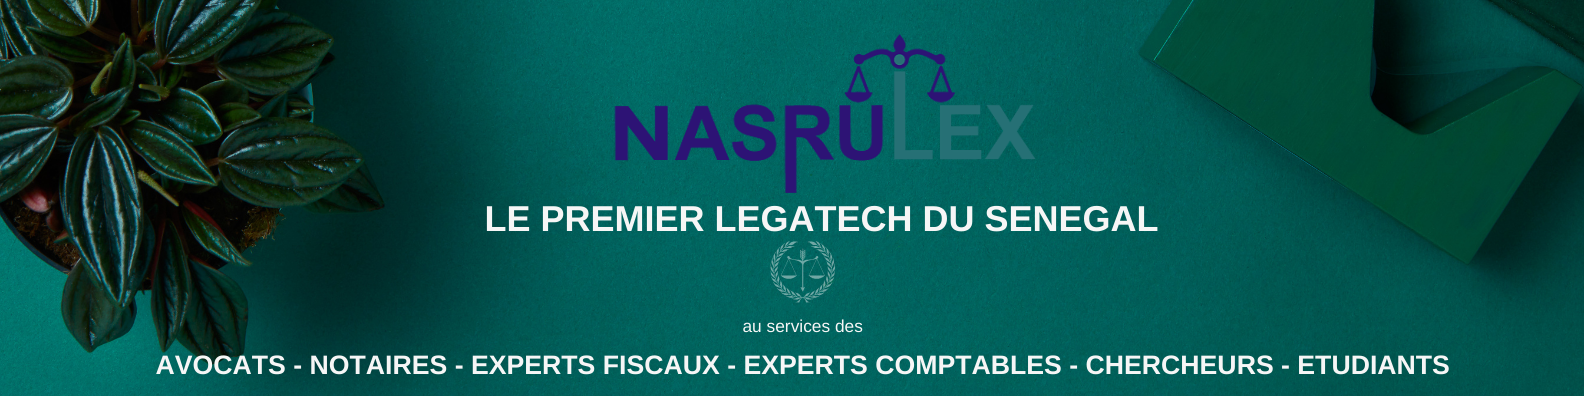 NASRULEX
LE PREMIER LEGATECH DU SENEGAL
au services des
AVOCATS - NOTAIRES - EXPERTS FISCAUX - EXPERTS COMPTABLES - CHERCHEURS - ETUDIANTS